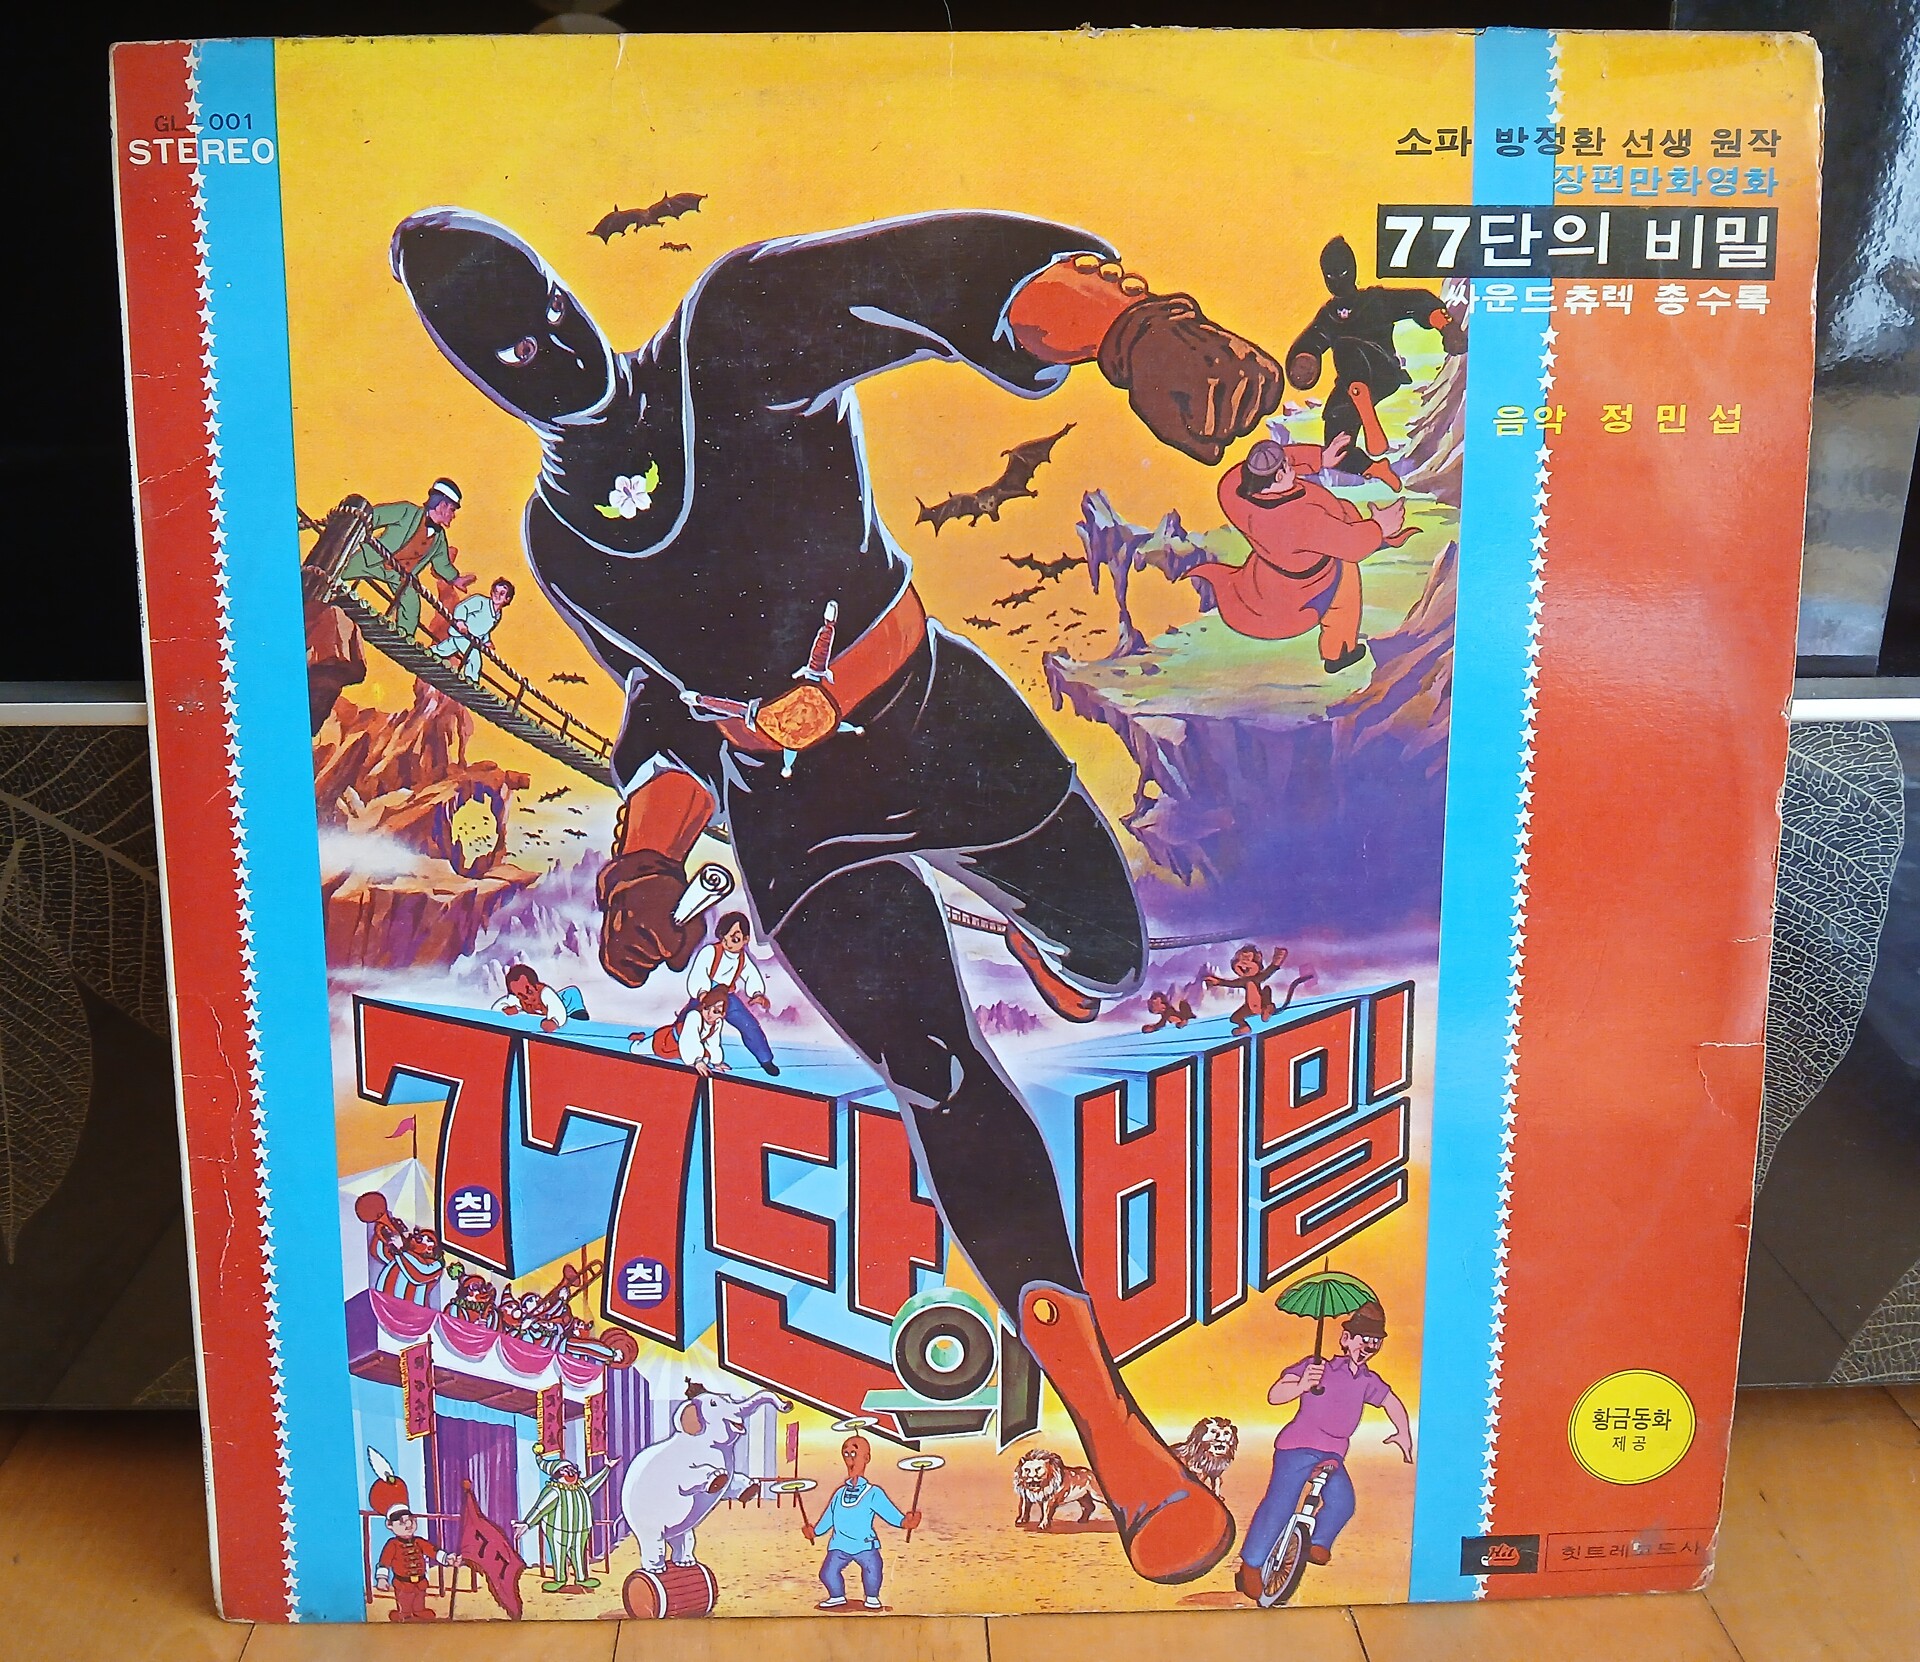 GL-001
STEREO
소파 방정환 선생 원작
장편만화영화
77단의 비밀
싸운드츄렉 총수록
음악 정민섭
77단의 비밀
칠
칠
77
황금동화
제공
Hit
힛트레코드사